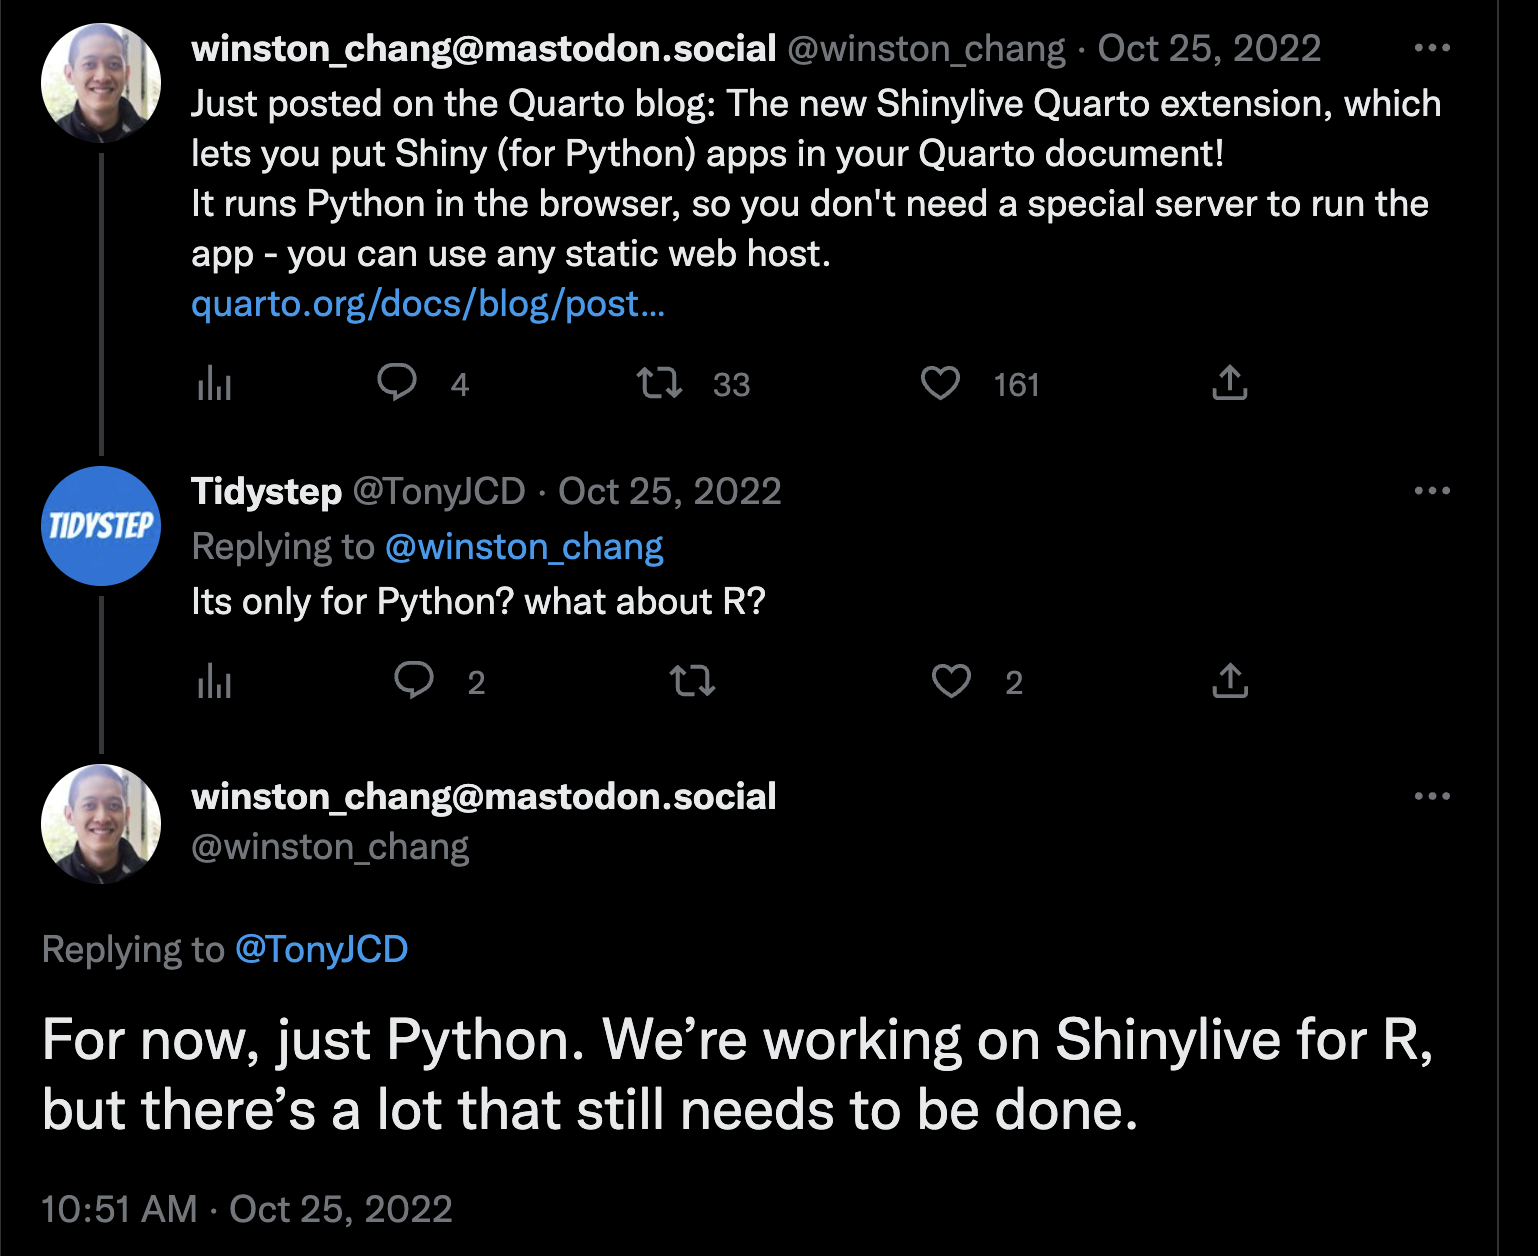 winston_chang@mastodon.social @winston_chang · Oct 25, 2022
Just posted on the Quarto blog: The new Shinylive Quarto extension, which
lets you put Shiny (for Python) apps in your Quarto document!
It runs Python in the browser, so you don't need a special server to run the
app - you can use any static web host.
quarto.org/docs/blog/post...
4 33 161
TIDYSTEP
Tidystep @TonyJCD · Oct 25, 2022
Replying to @winston_chang
Its only for Python? what about R?
2 2
winston_chang@mastodon.social
@winston_chang
Replying to @TonyJCD
For now, just Python. We’re working on Shinylive for R,
but there’s a lot that still needs to be done.
10:51 AM · Oct 25, 2022